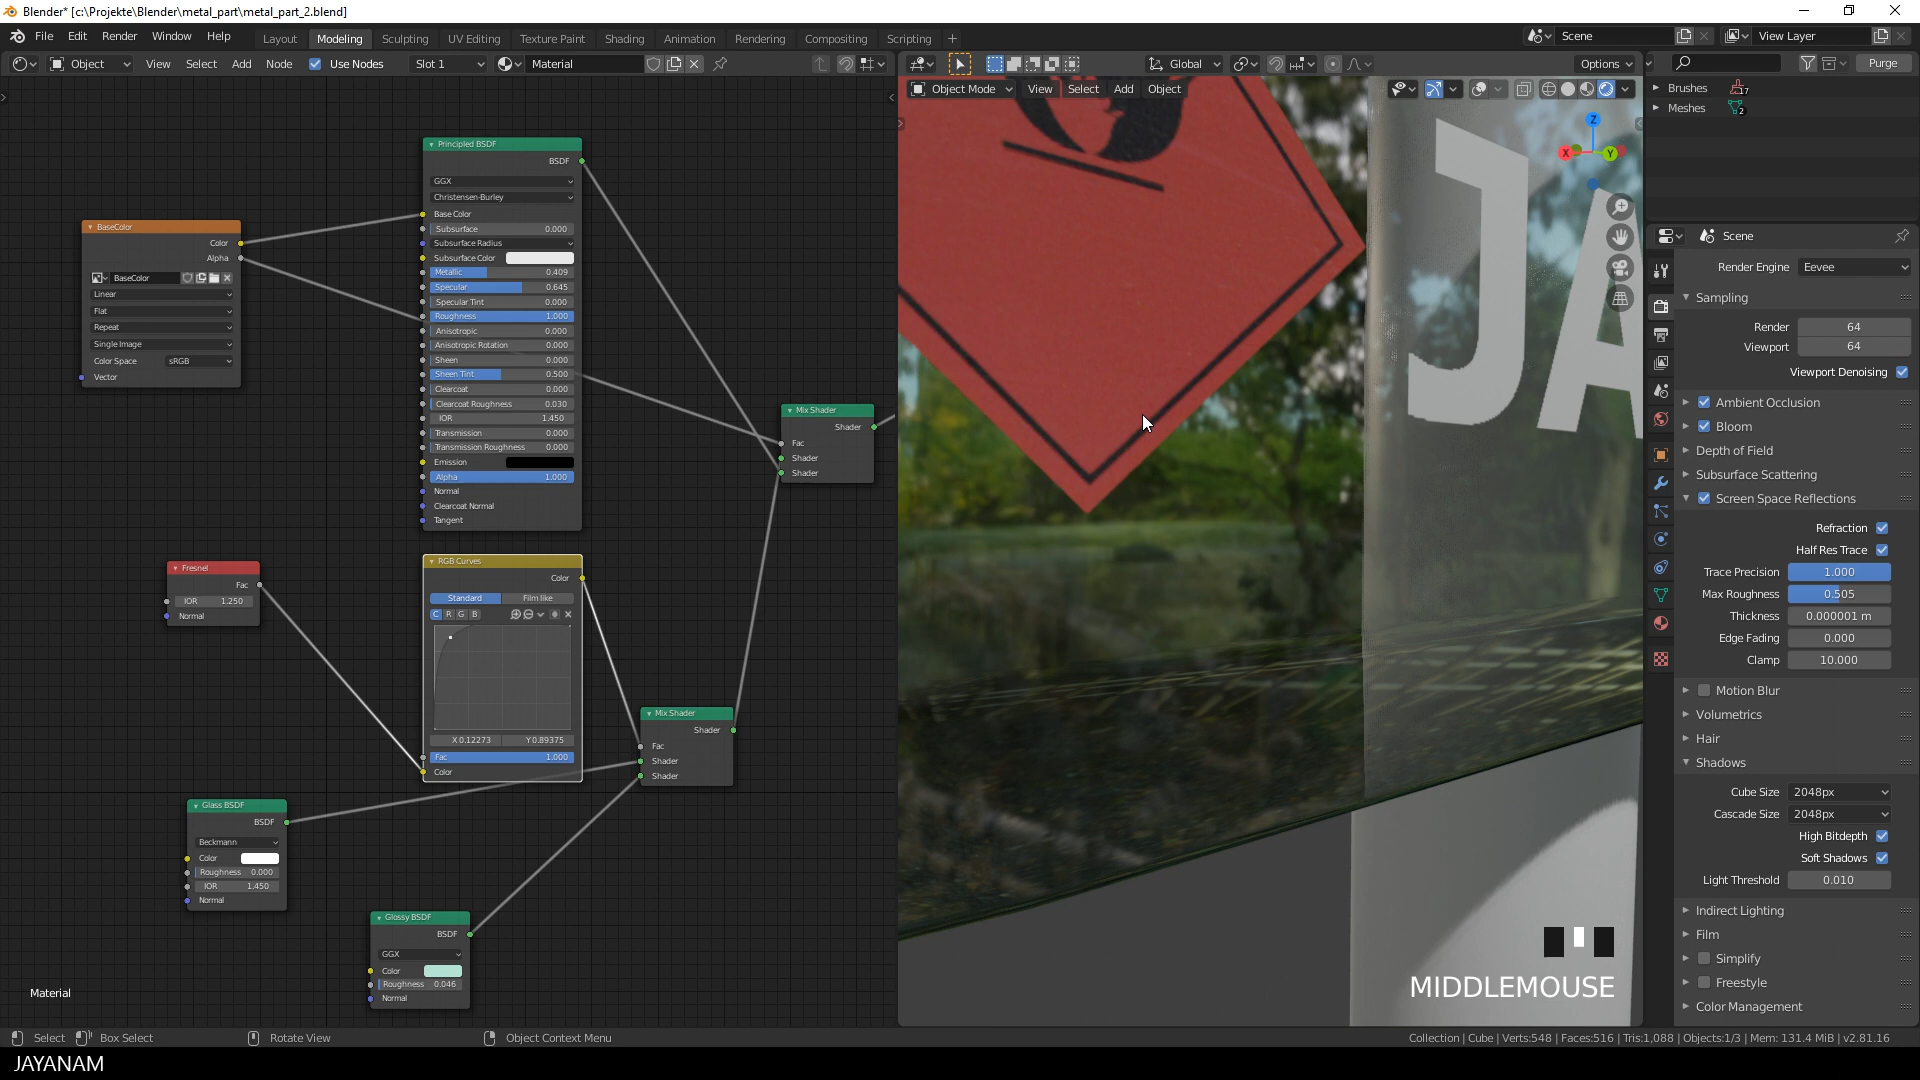 Blender* [c:\Projekte\Blender\metal_part\metal_part_2.blend]
File Edit Render Window Help
Layout Modeling Sculpting UV Editing Texture Paint Shading Animation Rendering Compositing Scripting +
Scene
View Layer
Object View Select Add Node Use Nodes Slot 1 Material
Global Options
Purge
Object Mode View Select Add Object
Brushes 17
Meshes 2
Z
X Y
Principled BSDF
BSDF
GGX
Christensen-Burley
Base Color
Subsurface 0.000
Subsurface Radius
Subsurface Color
Metallic 0.409
Specular 0.645
Specular Tint 0.000
Roughness 1.000
Anisotropic 0.000
Anisotropic Rotation 0.000
Sheen 0.000
Sheen Tint 0.500
Clearcoat 0.000
Clearcoat Roughness 0.030
IOR 1.450
Transmission 0.000
Transmission Roughness 0.000
Emission
Alpha 1.000
Normal
Clearcoat Normal
Tangent
BaseColor
Color
Alpha
BaseColor
Linear
Flat
Repeat
Single Image
Color Space sRGB
Vector
Mix Shader
Shader
Fac
Shader
Shader
Fresnel
Fac
IOR 1.250
Normal
RGB Curves
Color
Standard Film like
C R G B
X 0.12273 Y 0.89375
Fac 1.000
Color
Mix Shader
Shader
Fac
Shader
Shader
Glass BSDF
BSDF
Beckmann
Color
Roughness 0.000
IOR 1.450
Normal
Glossy BSDF
BSDF
GGX
Color
Roughness 0.046
Normal
Material
JA
MIDDLEMOUSE
Scene
Render Engine Eevee
Sampling
Render 64
Viewport 64
Viewport Denoising
Ambient Occlusion
Bloom
Depth of Field
Subsurface Scattering
Screen Space Reflections
Refraction
Half Res Trace
Trace Precision 1.000
Max Roughness 0.505
Thickness 0.000001 m
Edge Fading 0.000
Clamp 10.000
Motion Blur
Volumetrics
Hair
Shadows
Cube Size 2048px
Cascade Size 2048px
High Bitdepth
Soft Shadows
Light Threshold 0.010
Indirect Lighting
Film
Simplify
Freestyle
Color Management
Select Box Select Rotate View Object Context Menu
Collection | Cube | Verts:548 | Faces:516 | Tris:1,088 | Objects:1/3 | Mem: 131.4 MiB | v2.81.16
JAYANAM